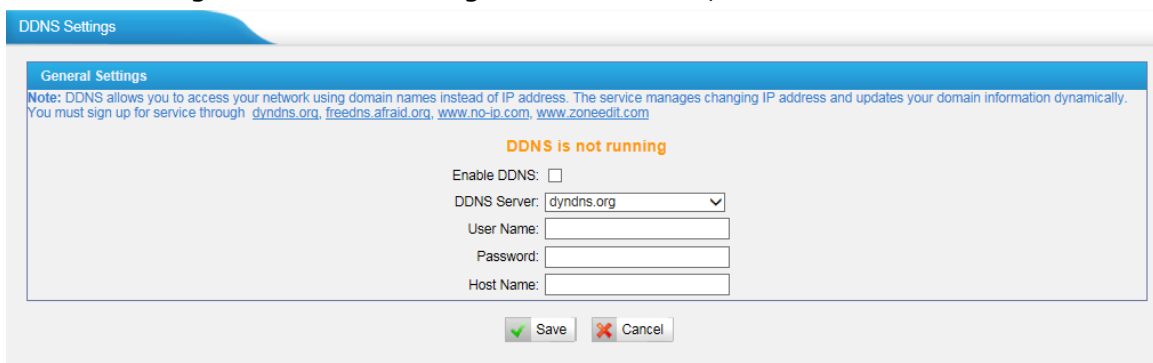 DDNS Settings
General Settings
Note: DDNS allows you to access your network using domain names instead of IP address. The service manages changing IP address and updates your domain information dynamically.
You must sign up for service through dyndns.org, freedns.afraid.org, www.no-ip.com, www.zoneedit.com
DDNS is not running
Enable DDNS:
DDNS Server: dyndns.org
User Name:
Password:
Host Name:
Save Cancel